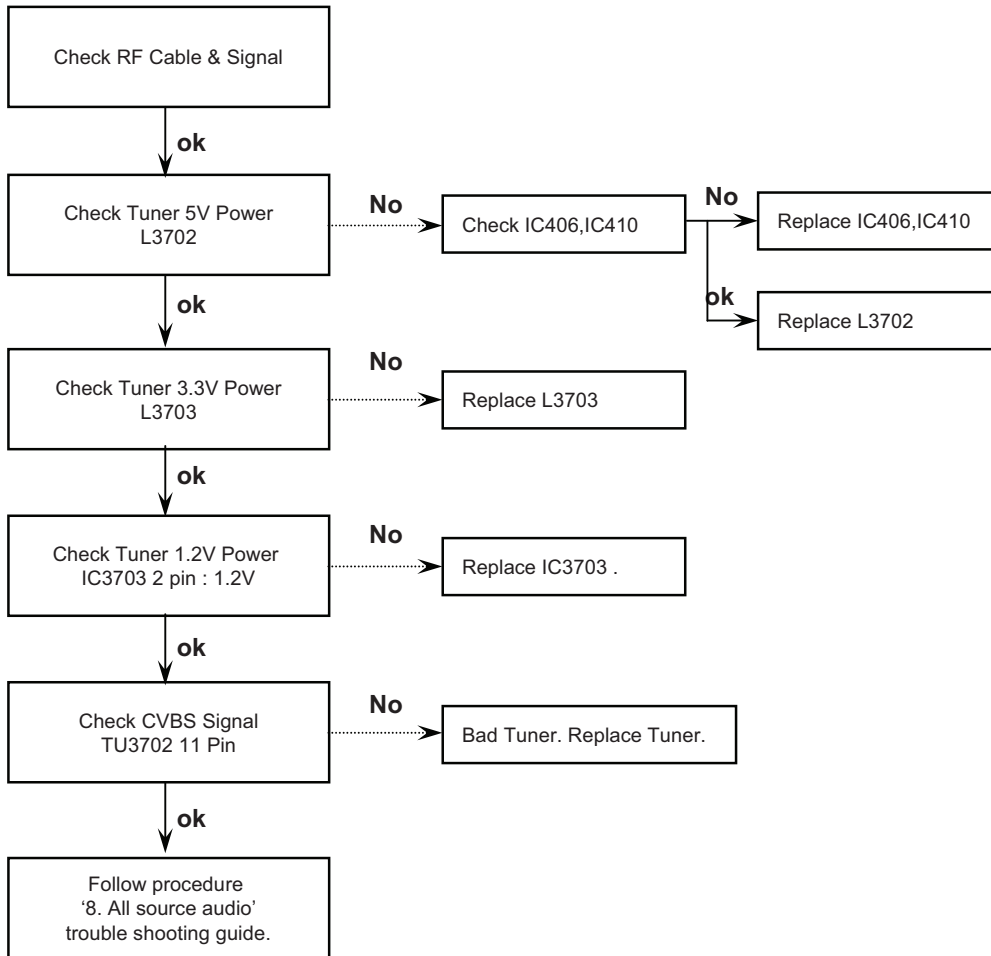 Check RF Cable & Signal
ok
Check Tuner 5V Power
L3702
No
Check IC406,IC410
No
Replace IC406,IC410
ok
Replace L3702
ok
Check Tuner 3.3V Power
L3703
No
Replace L3703
ok
Check Tuner 1.2V Power
IC3703 2 pin : 1.2V
No
Replace IC3703 .
ok
Check CVBS Signal
TU3702 11 Pin
No
Bad Tuner. Replace Tuner.
ok
Follow procedure
‘8. All source audio’
trouble shooting guide.